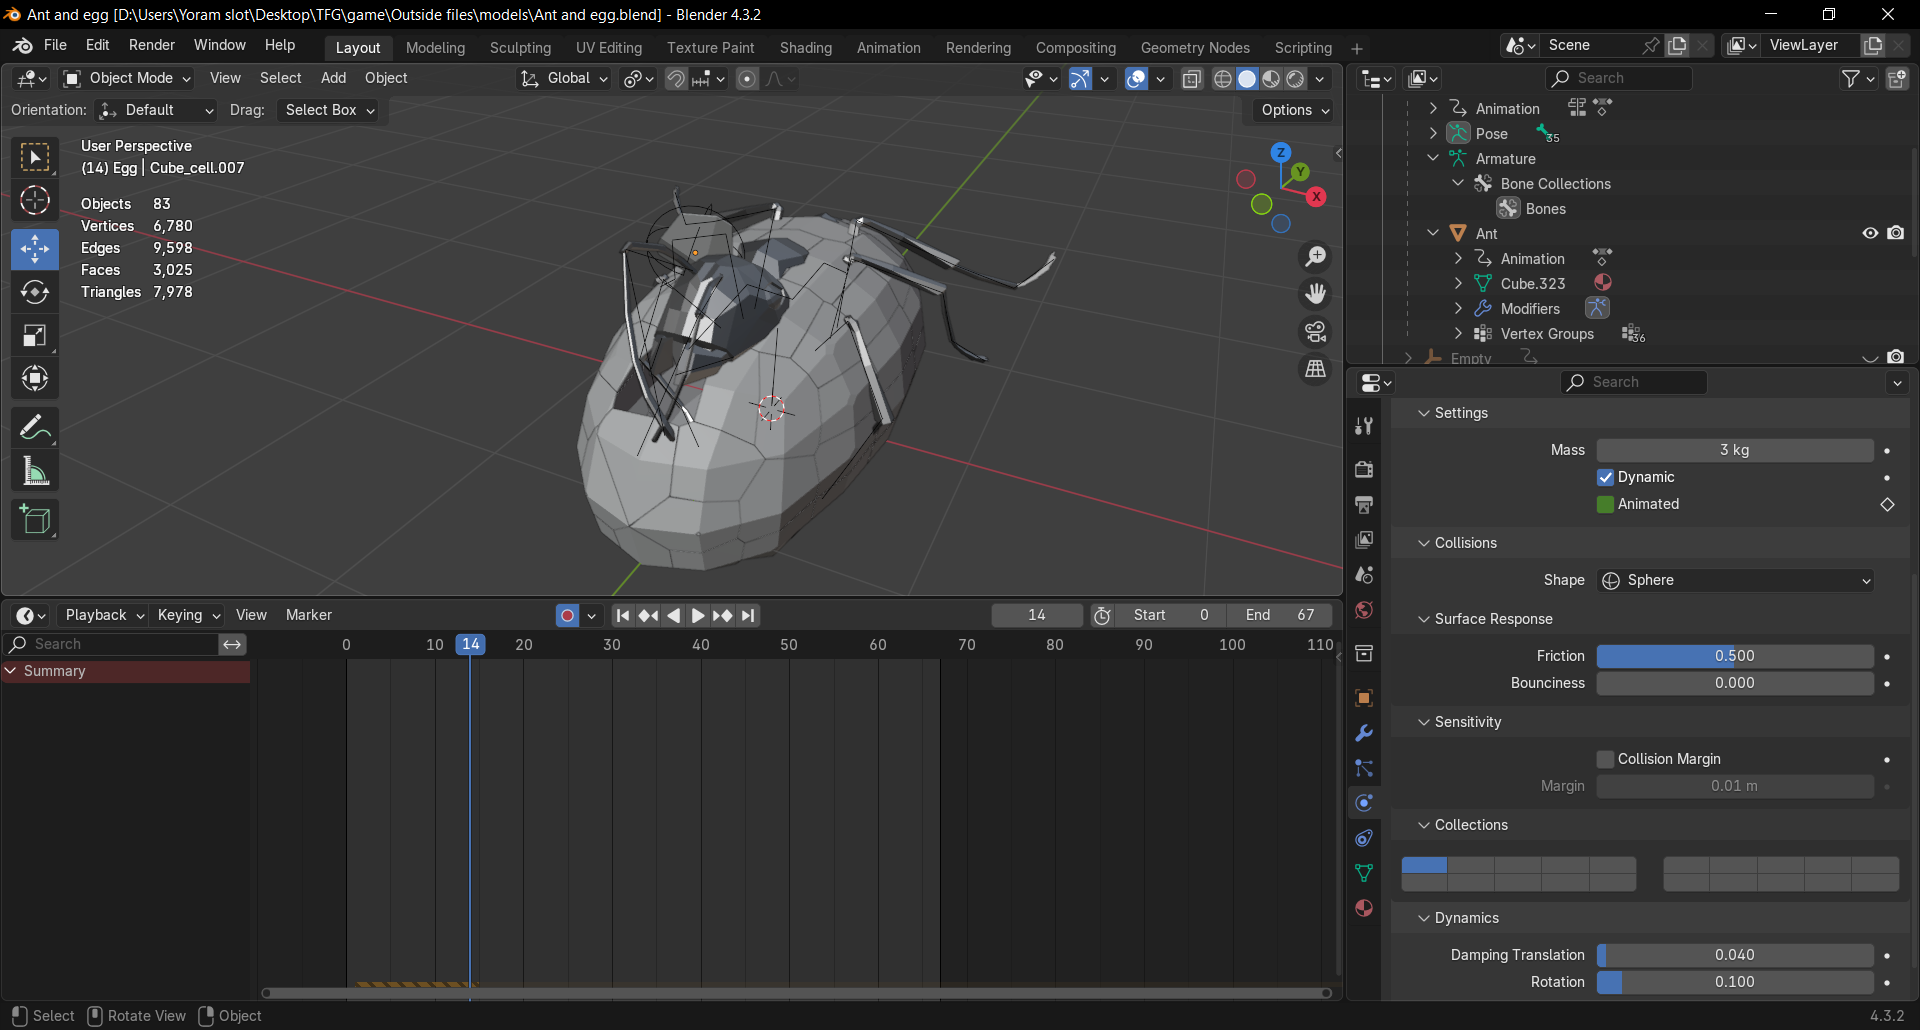 Ant and egg [D:\Users\Yoram slot\Desktop\TFG\game\Outside files\models\Ant and egg.blend] - Blender 4.3.2
File Edit Render Window Help Layout Modeling Sculpting UV Editing Texture Paint Shading Animation Rendering Compositing Geometry Nodes Scripting + Scene ViewLayer
Object Mode View Select Add Object Global Search
Orientation: Default Drag: Select Box Options
User Perspective
(14) Egg | Cube_cell.007
Objects 83
Vertices 6,780
Edges 9,598
Faces 3,025
Triangles 7,978
Z
Y
X
Animation
Pose 35
Armature
Bone Collections
Bones
Ant
Animation
Cube.323
Modifiers
Vertex Groups 36
Empty
Search
Settings
Mass 3 kg
Dynamic
Animated
Collisions
Shape Sphere
Surface Response
Friction 0.500
Bounciness 0.000
Sensitivity
Collision Margin
Margin 0.01 m
Collections
Dynamics
Damping Translation 0.040
Rotation 0.100
Playback Keying View Marker 14 Start 0 End 67
Search 0 10 14 20 30 40 50 60 70 80 90 100 110
Summary
Select Rotate View Object 4.3.2